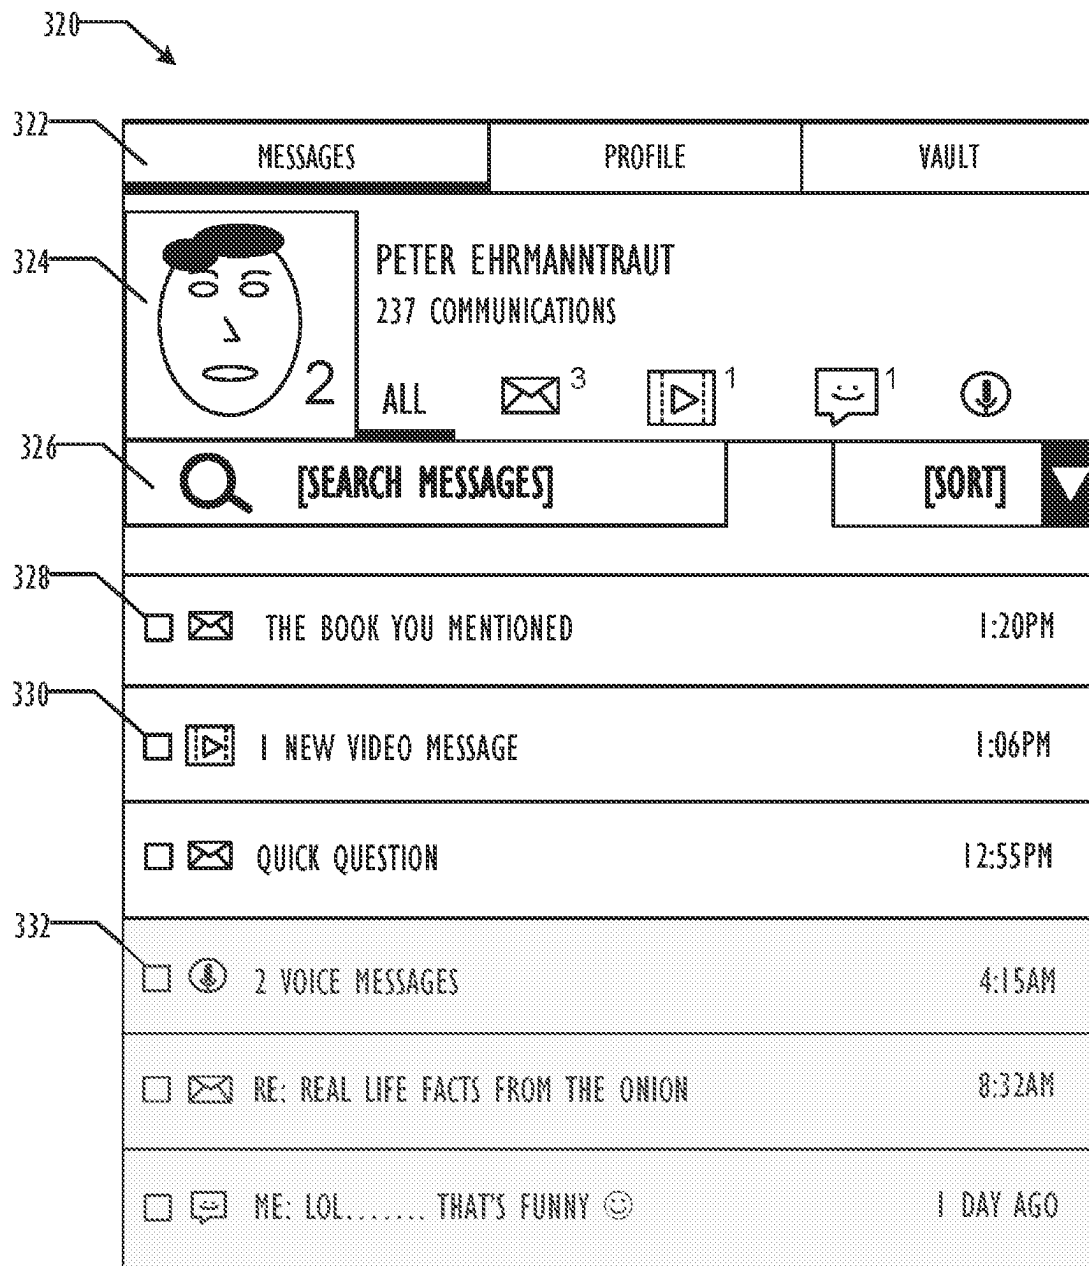 320
322
MESSAGES PROFILE VAULT
324
PETER EHRMANNTRAUT
237 COMMUNICATIONS
2
ALL 3 1 1
326
[SEARCH MESSAGES] [SORT]
328
THE BOOK YOU MENTIONED 1:20PM
330
1 NEW VIDEO MESSAGE 1:06PM
QUICK QUESTION 12:55PM
332
2 VOICE MESSAGES 4:15AM
RE: REAL LIFE FACTS FROM THE ONION 8:32AM
ME: LOL....... THAT'S FUNNY ☺ 1 DAY AGO